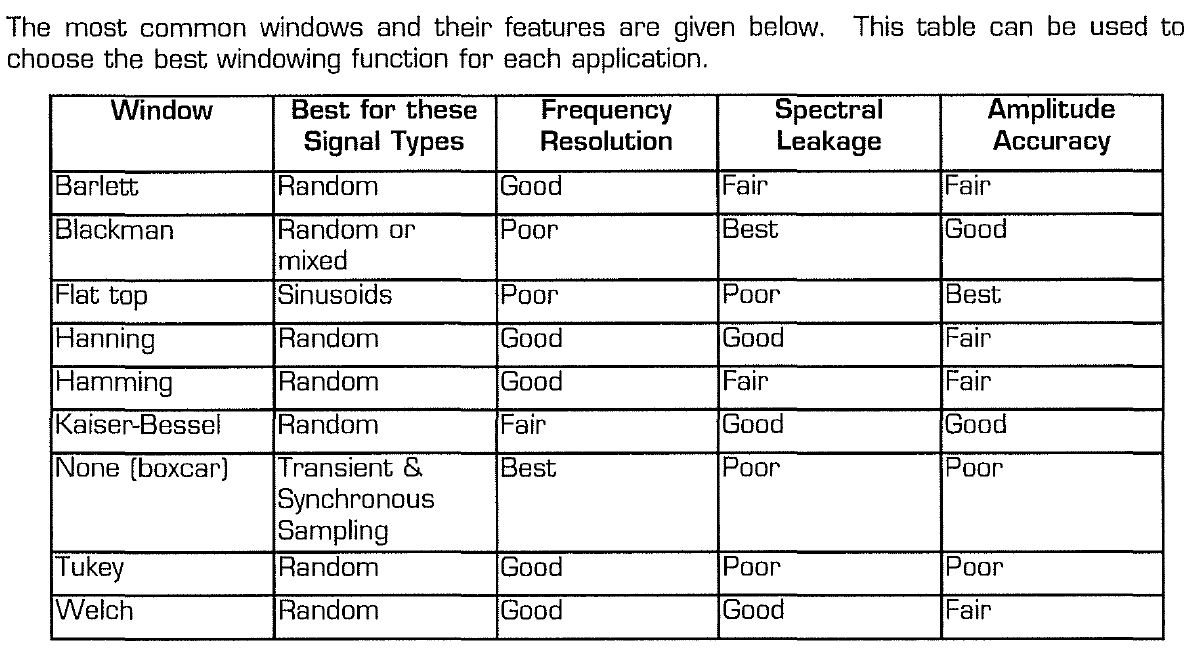 The most common windows and their features are given below. This table can be used to
choose the best windowing function for each application.
Window Best for these Signal Types Frequency Resolution Spectral Leakage Amplitude Accuracy
Barlett Random Good Fair Fair
Blackman Random or mixed Poor Best Good
Flat top Sinusoids Poor Poor Best
Hanning Random Good Good Fair
Hamming Random Good Fair Fair
Kaiser-Bessel Random Fair Good Good
None (boxcar) Transient & Synchronous Sampling Best Poor Poor
Tukey Random Good Poor Poor
Welch Random Good Good Fair